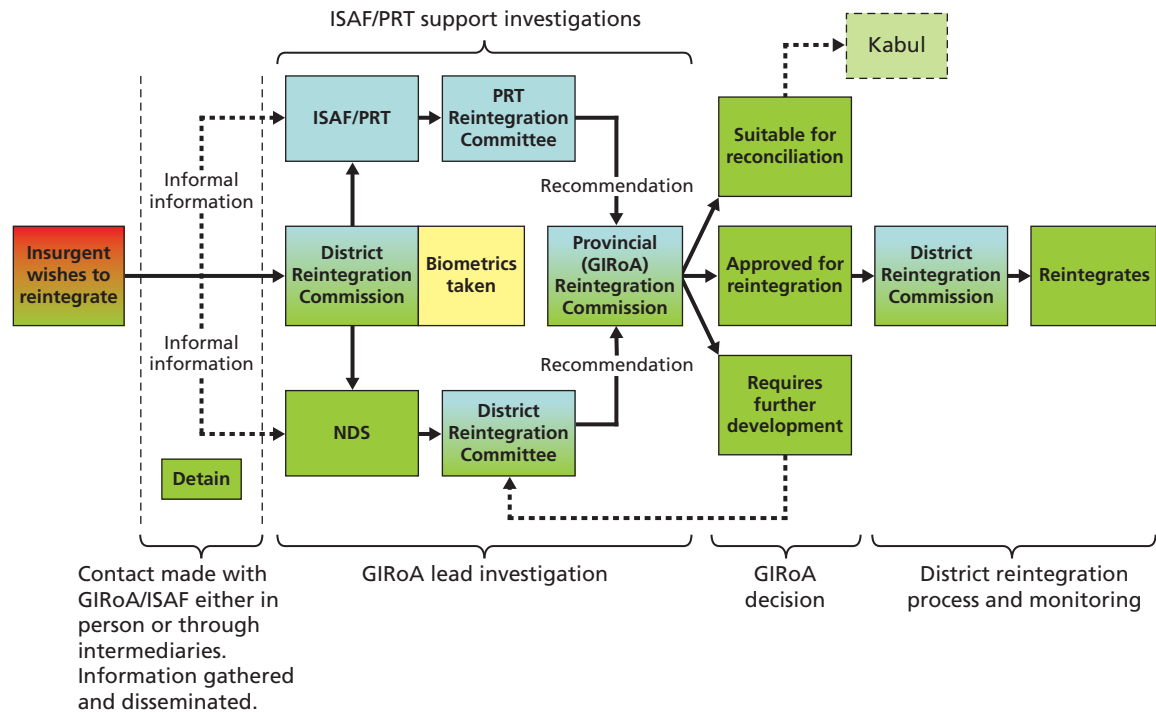 ISAF/PRT support investigations
Kabul
ISAF/PRT
PRT
Reintegration
Committee
Suitable for
reconciliation
Informal
information
Recommendation
Insurgent
wishes to
reintegrate
District
Reintegration
Commission
Biometrics
taken
Provincial
(GIRoA)
Reintegration
Commission
Approved for
reintegration
District
Reintegration
Commission
Reintegrates
Informal
information
Recommendation
NDS
District
Reintegration
Committee
Requires
further
development
Detain
Contact made with
GIRoA/ISAF either in
person or through
intermediaries.
Information gathered
and disseminated.
GIRoA lead investigation
GIRoA
decision
District reintegration
process and monitoring